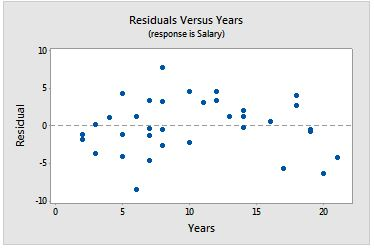 Residuals Versus Years
(response is Salary)
10
5
0
-5
-10
Residual
0 5 10 15 20
Years